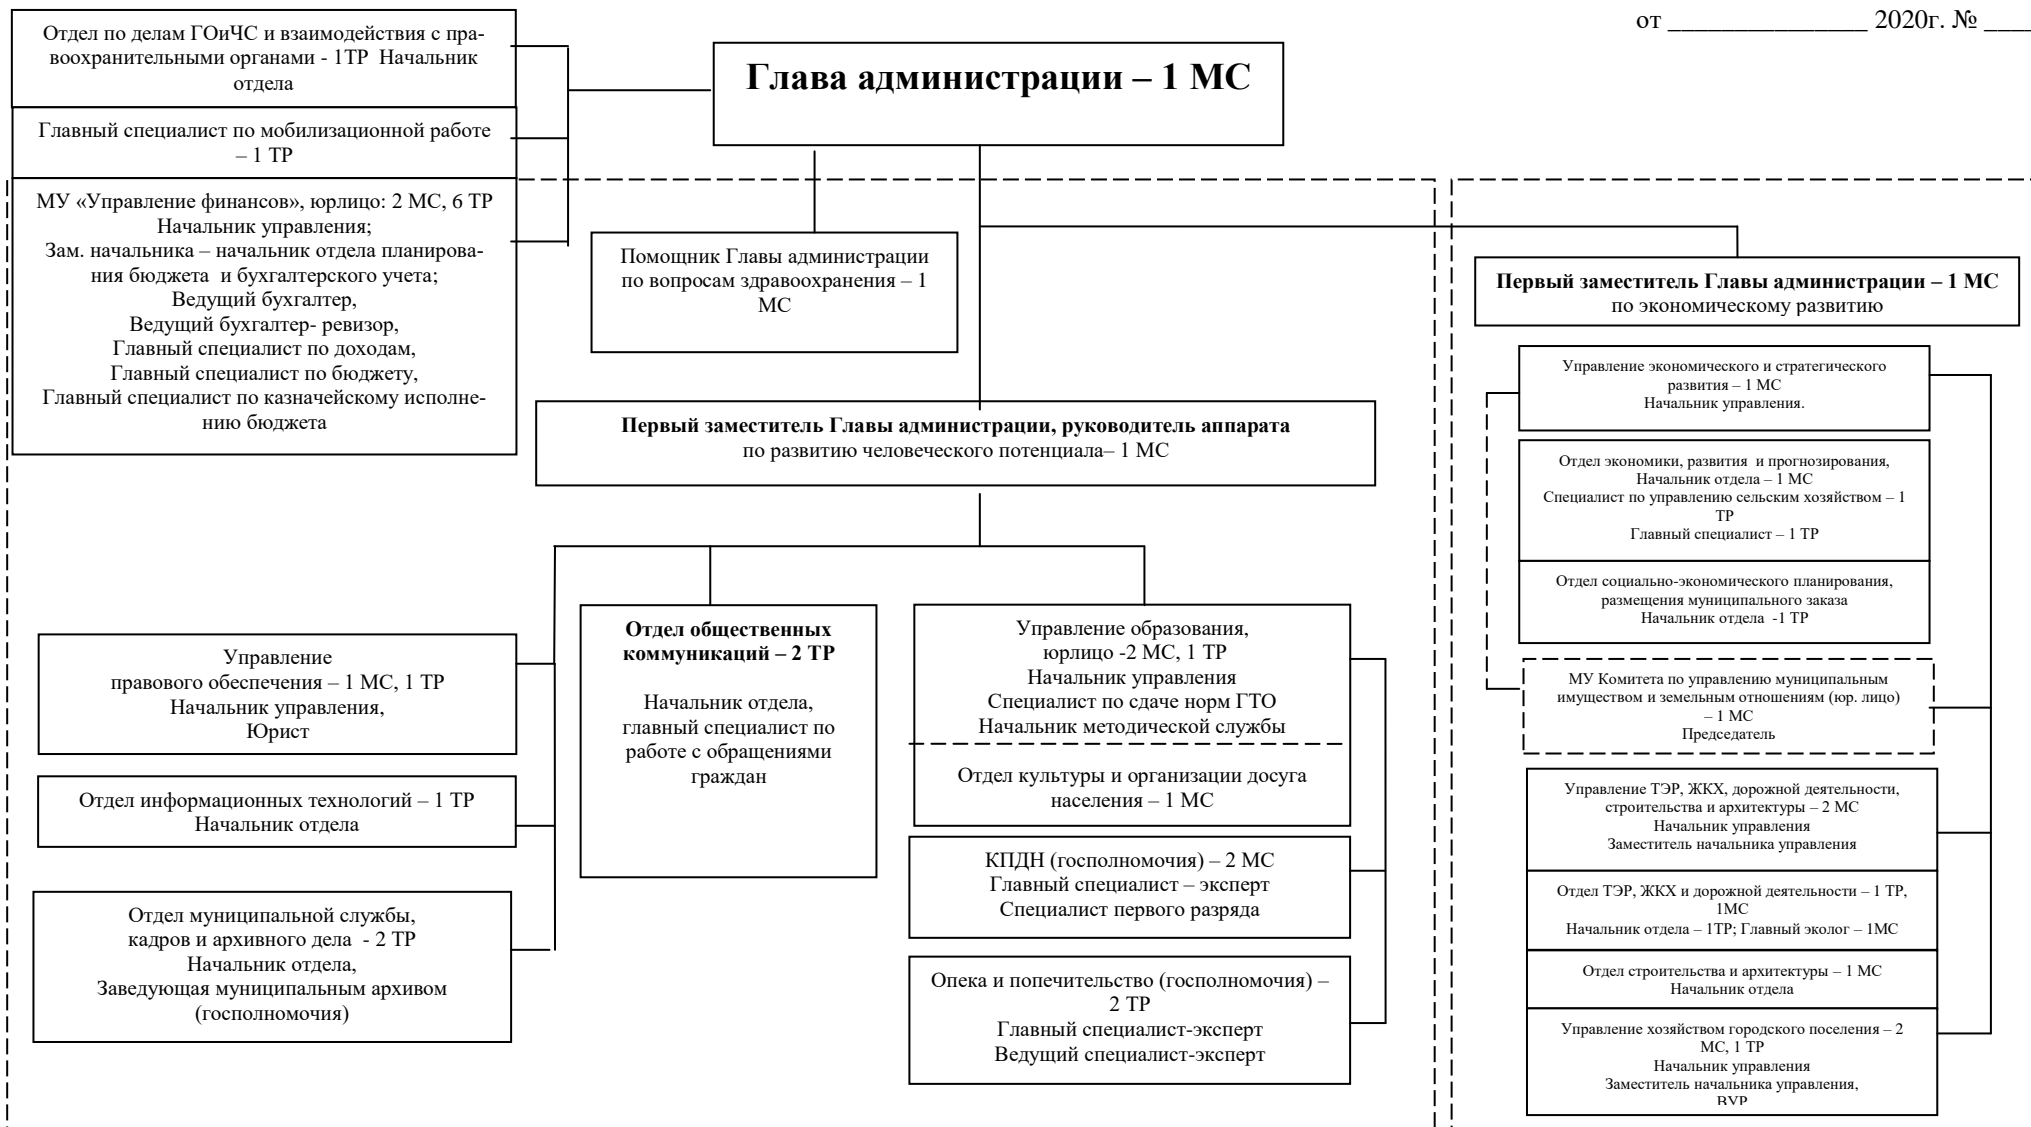 от _______________ 2020г. № ____
Отдел по делам ГОиЧС и взаимодействия с пра-
воохранительными органами - 1ТР Начальник
отдела
Глава администрации – 1 МС
Главный специалист по мобилизационной работе
– 1 ТР
МУ «Управление финансов», юрлицо: 2 МС, 6 ТР
Начальник управления;
Зам. начальника – начальник отдела планирова-
ния бюджета и бухгалтерского учета;
Ведущий бухгалтер,
Ведущий бухгалтер- ревизор,
Главный специалист по доходам,
Главный специалист по бюджету,
Главный специалист по казначейскому исполне-
нию бюджета
Помощник Главы администрации
по вопросам здравоохранения – 1
МС
Первый заместитель Главы администрации – 1 МС
по экономическому развитию
Первый заместитель Главы администрации, руководитель аппарата
по развитию человеческого потенциала– 1 МС
Управление
правового обеспечения – 1 МС, 1 ТР
Начальник управления,
Юрист
Отдел информационных технологий – 1 ТР
Начальник отдела
Отдел муниципальной службы,
кадров и архивного дела - 2 ТР
Начальник отдела,
Заведующая муниципальным архивом
(госполномочия)
Отдел общественных
коммуникаций – 2 ТР
Начальник отдела,
главный специалист по
работе с обращениями
граждан
Управление образования,
юрлицо -2 МС, 1 ТР
Начальник управления
Специалист по сдаче норм ГТО
Начальник методической службы
Отдел культуры и организации досуга
населения – 1 МС
КПДН (госполномочия) – 2 МС
Главный специалист – эксперт
Специалист первого разряда
Опека и попечительство (госполномочия) –
2 ТР
Главный специалист-эксперт
Ведущий специалист-эксперт
Управление экономического и стратегического
развития – 1 МС
Начальник управления.
Отдел экономики, развития и прогнозирования,
Начальник отдела – 1 МС
Специалист по управлению сельским хозяйством – 1
ТР
Главный специалист – 1 ТР
Отдел социально-экономического планирования,
размещения муниципального заказа
Начальник отдела -1 ТР
МУ Комитета по управлению муниципальным
имуществом и земельным отношениям (юр. лицо)
– 1 МС
Председатель
Управление ТЭР, ЖКХ, дорожной деятельности,
строительства и архитектуры – 2 МС
Начальник управления
Заместитель начальника управления
Отдел ТЭР, ЖКХ и дорожной деятельности – 1 ТР,
1МС
Начальник отдела – 1ТР; Главный эколог – 1МС
Отдел строительства и архитектуры – 1 МС
Начальник отдела
Управление хозяйством городского поселения – 2
МС, 1 ТР
Начальник управления
Заместитель начальника управления,
ВУР